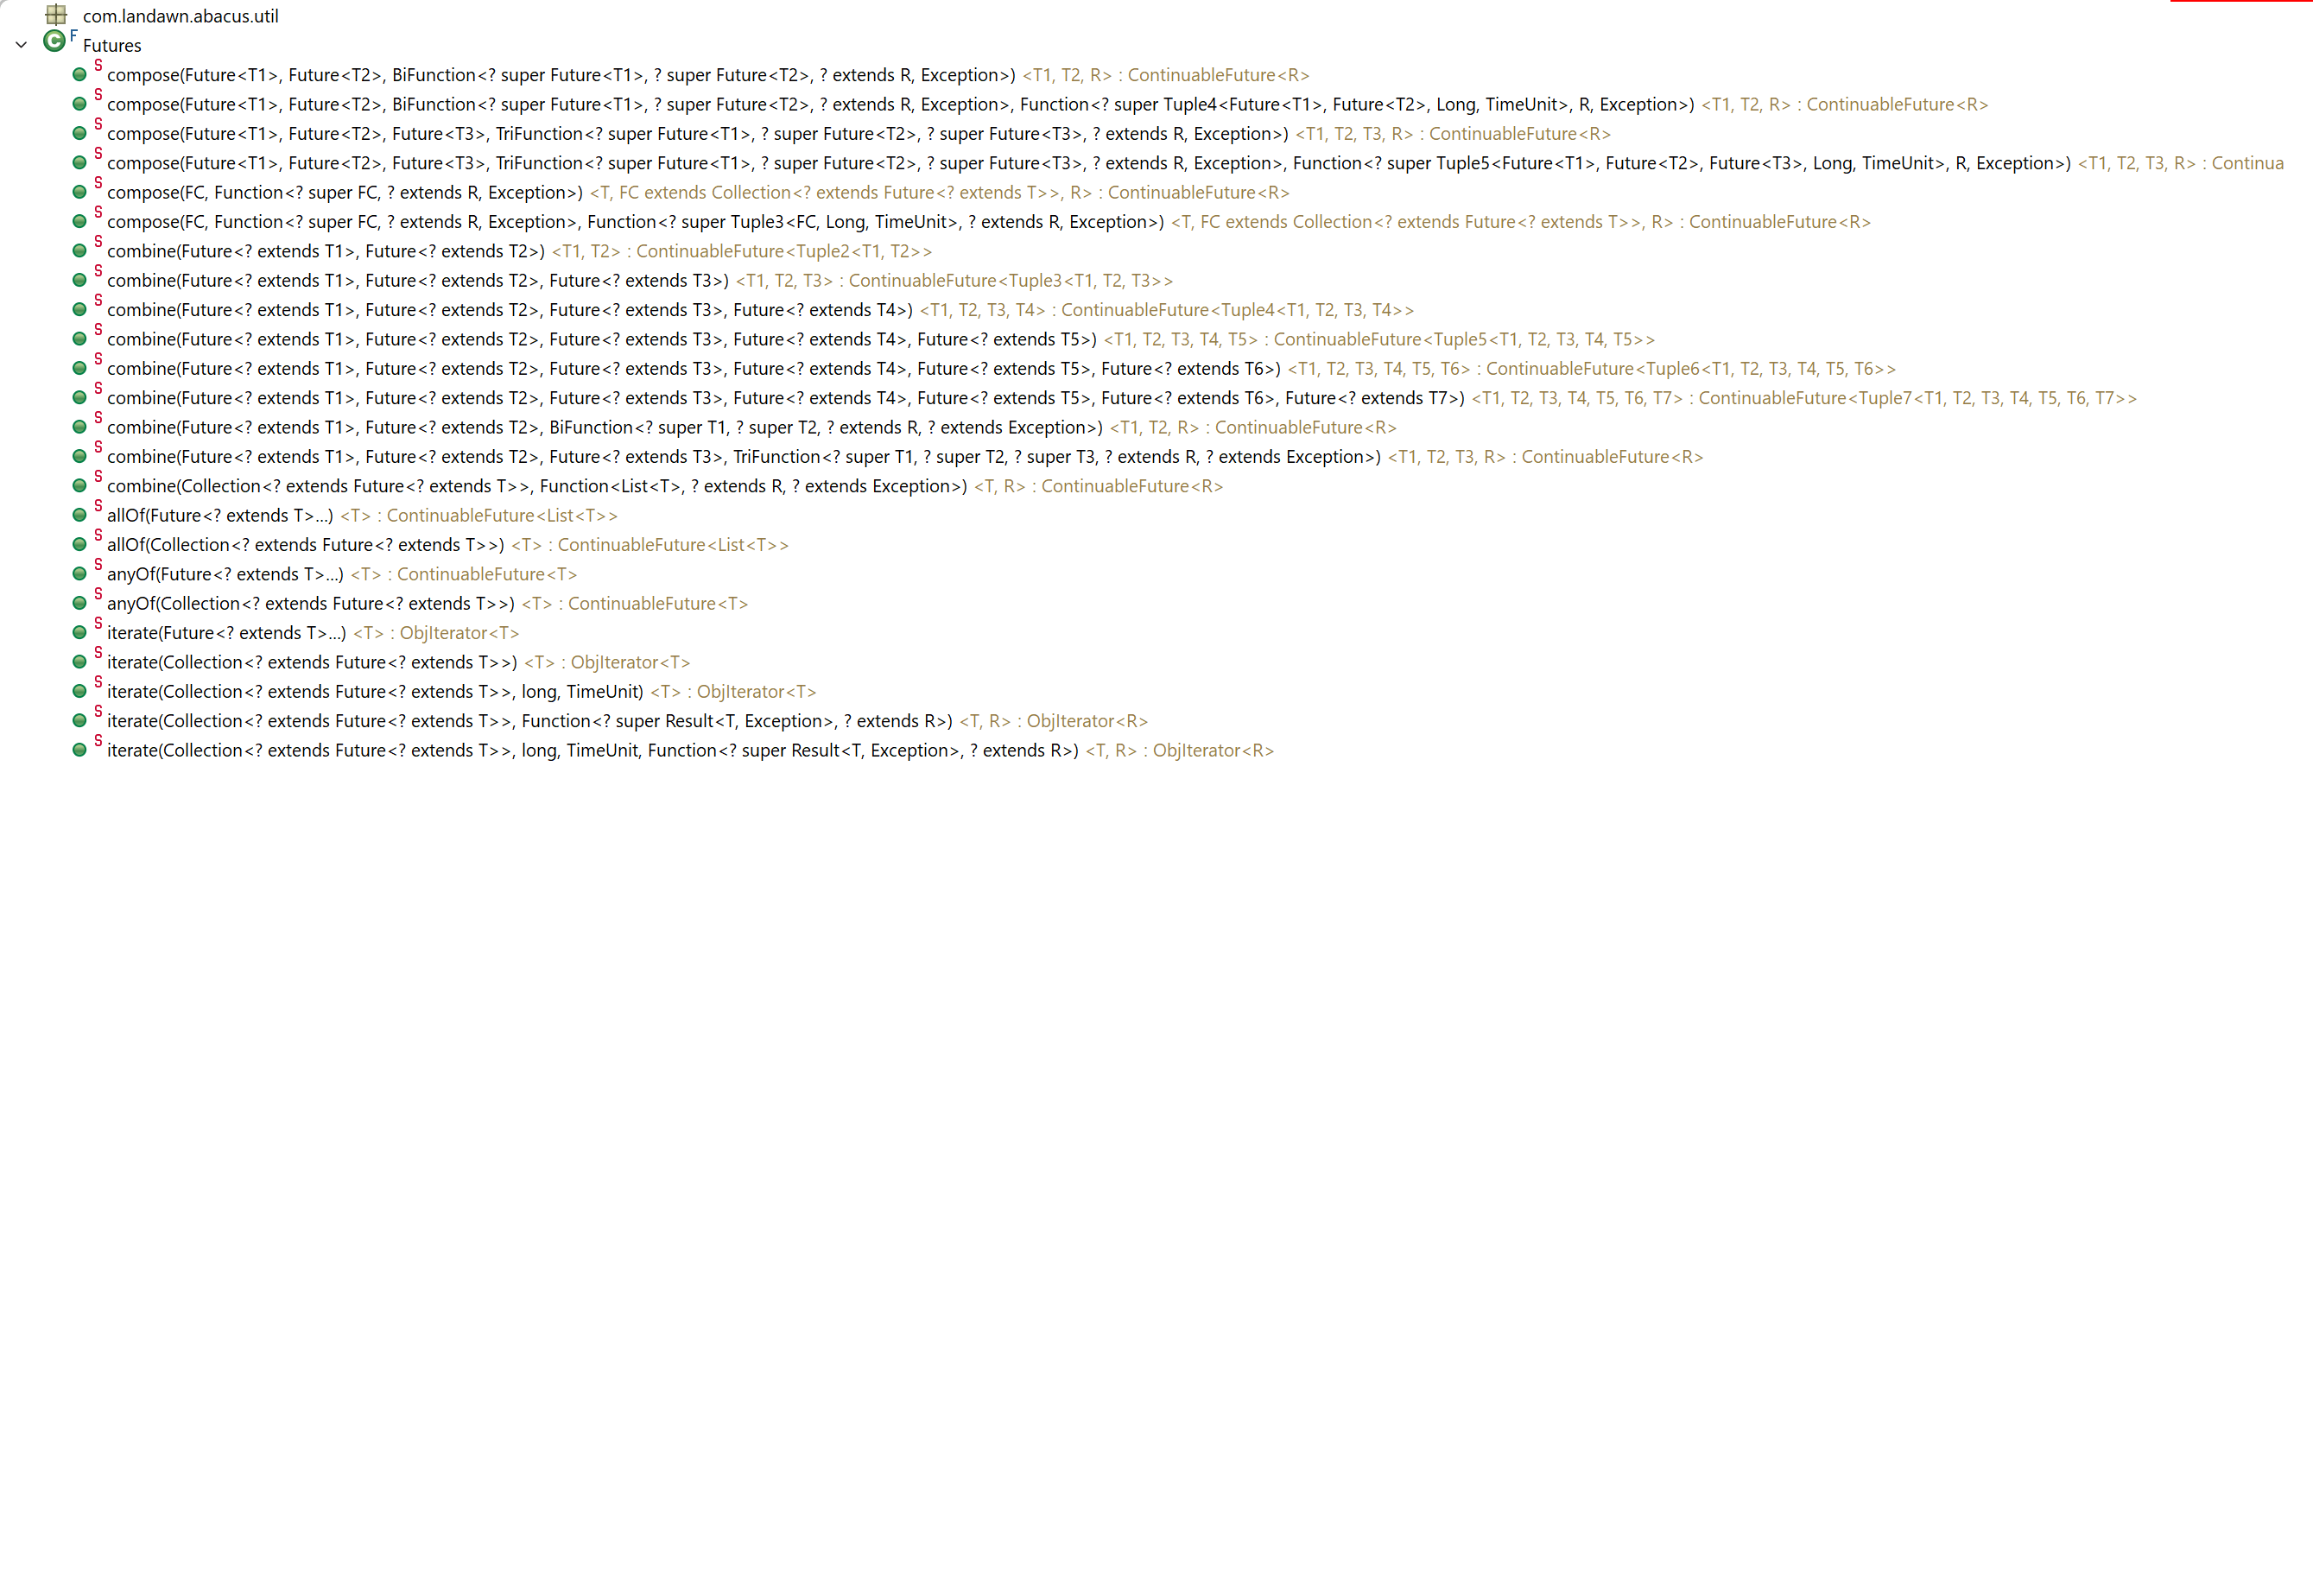 com.landawn.abacus.util
F Futures
S compose(Future<T1>, Future<T2>, BiFunction<? super Future<T1>, ? super Future<T2>, ? extends R, Exception>) <T1, T2, R> : ContinuableFuture<R>
S compose(Future<T1>, Future<T2>, BiFunction<? super Future<T1>, ? super Future<T2>, ? extends R, Exception>, Function<? super Tuple4<Future<T1>, Future<T2>, Long, TimeUnit>, R, Exception>) <T1, T2, R> : ContinuableFuture<R>
S compose(Future<T1>, Future<T2>, Future<T3>, TriFunction<? super Future<T1>, ? super Future<T2>, ? super Future<T3>, ? extends R, Exception>) <T1, T2, T3, R> : ContinuableFuture<R>
S compose(Future<T1>, Future<T2>, Future<T3>, TriFunction<? super Future<T1>, ? super Future<T2>, ? super Future<T3>, ? extends R, Exception>, Function<? super Tuple5<Future<T1>, Future<T2>, Future<T3>, Long, TimeUnit>, R, Exception>) <T1, T2, T3, R> : Continua
S compose(FC, Function<? super FC, ? extends R, Exception>) <T, FC extends Collection<? extends Future<? extends T>>, R> : ContinuableFuture<R>
S compose(FC, Function<? super FC, ? extends R, Exception>, Function<? super Tuple3<FC, Long, TimeUnit>, ? extends R, Exception>) <T, FC extends Collection<? extends Future<? extends T>>, R> : ContinuableFuture<R>
S combine(Future<? extends T1>, Future<? extends T2>) <T1, T2> : ContinuableFuture<Tuple2<T1, T2>>
S combine(Future<? extends T1>, Future<? extends T2>, Future<? extends T3>) <T1, T2, T3> : ContinuableFuture<Tuple3<T1, T2, T3>>
S combine(Future<? extends T1>, Future<? extends T2>, Future<? extends T3>, Future<? extends T4>) <T1, T2, T3, T4> : ContinuableFuture<Tuple4<T1, T2, T3, T4>>
S combine(Future<? extends T1>, Future<? extends T2>, Future<? extends T3>, Future<? extends T4>, Future<? extends T5>) <T1, T2, T3, T4, T5> : ContinuableFuture<Tuple5<T1, T2, T3, T4, T5>>
S combine(Future<? extends T1>, Future<? extends T2>, Future<? extends T3>, Future<? extends T4>, Future<? extends T5>, Future<? extends T6>) <T1, T2, T3, T4, T5, T6> : ContinuableFuture<Tuple6<T1, T2, T3, T4, T5, T6>>
S combine(Future<? extends T1>, Future<? extends T2>, Future<? extends T3>, Future<? extends T4>, Future<? extends T5>, Future<? extends T6>, Future<? extends T7>) <T1, T2, T3, T4, T5, T6, T7> : ContinuableFuture<Tuple7<T1, T2, T3, T4, T5, T6, T7>>
S combine(Future<? extends T1>, Future<? extends T2>, BiFunction<? super T1, ? super T2, ? extends R, ? extends Exception>) <T1, T2, R> : ContinuableFuture<R>
S combine(Future<? extends T1>, Future<? extends T2>, Future<? extends T3>, TriFunction<? super T1, ? super T2, ? super T3, ? extends R, ? extends Exception>) <T1, T2, T3, R> : ContinuableFuture<R>
S combine(Collection<? extends Future<? extends T>>, Function<List<T>, ? extends R, ? extends Exception>) <T, R> : ContinuableFuture<R>
S allOf(Future<? extends T>...) <T> : ContinuableFuture<List<T>>
S allOf(Collection<? extends Future<? extends T>>) <T> : ContinuableFuture<List<T>>
S anyOf(Future<? extends T>...) <T> : ContinuableFuture<T>
S anyOf(Collection<? extends Future<? extends T>>) <T> : ContinuableFuture<T>
S iterate(Future<? extends T>...) <T> : ObjIterator<T>
S iterate(Collection<? extends Future<? extends T>>) <T> : ObjIterator<T>
S iterate(Collection<? extends Future<? extends T>>, long, TimeUnit) <T> : ObjIterator<T>
S iterate(Collection<? extends Future<? extends T>>, Function<? super Result<T, Exception>, ? extends R>) <T, R> : ObjIterator<R>
S iterate(Collection<? extends Future<? extends T>>, long, TimeUnit, Function<? super Result<T, Exception>, ? extends R>) <T, R> : ObjIterator<R>